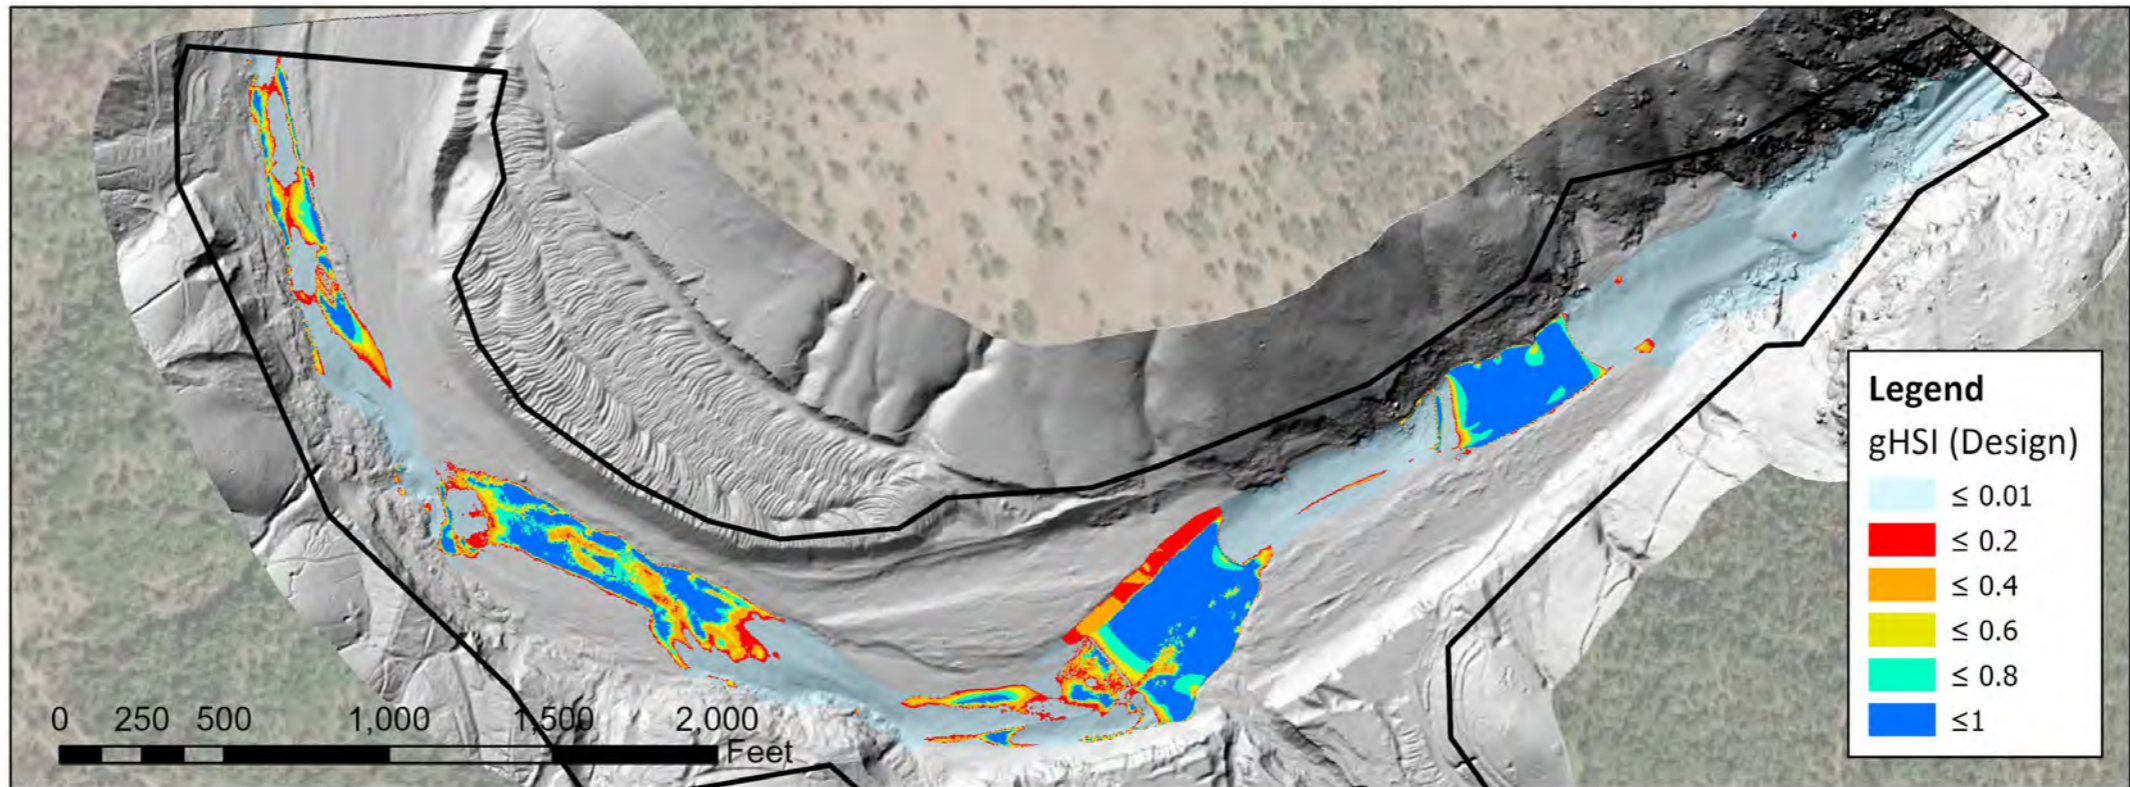 Legend
gHSI (Design)
≤ 0.01
≤ 0.2
≤ 0.4
≤ 0.6
≤ 0.8
≤1
0 250 500 1,000 1,500 2,000
Feet